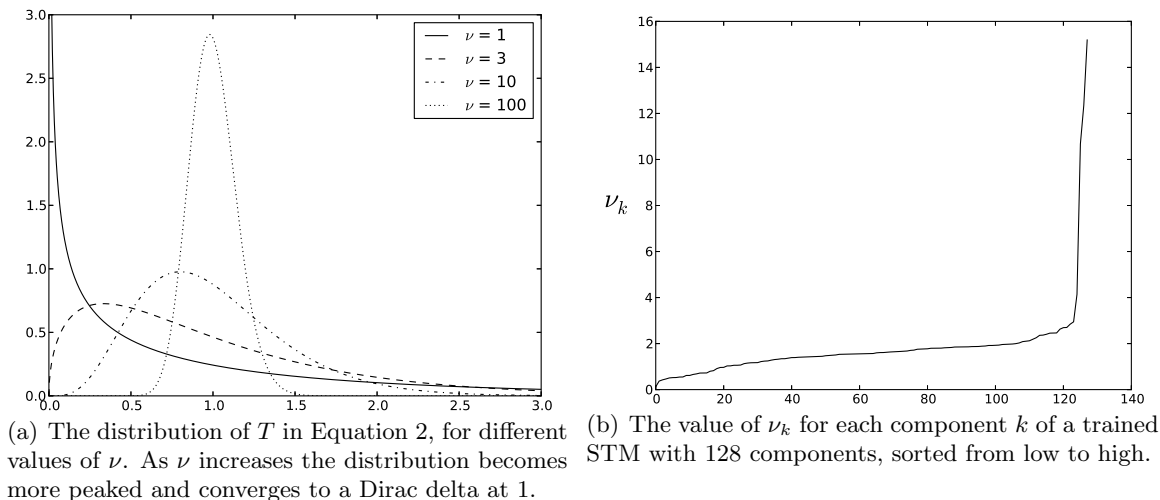 3.0
2.5
2.0
1.5
1.0
0.5
0.0
0.0 0.5 1.0 1.5 2.0 2.5 3.0
ν = 1
ν = 3
ν = 10
ν = 100
(a) The distribution of T in Equation 2, for different
values of ν. As ν increases the distribution becomes
more peaked and converges to a Dirac delta at 1.
16
14
12
10
8
6
4
2
0
ν_k
0 20 40 60 80 100 120 140
(b) The value of ν_k for each component k of a trained
STM with 128 components, sorted from low to high.